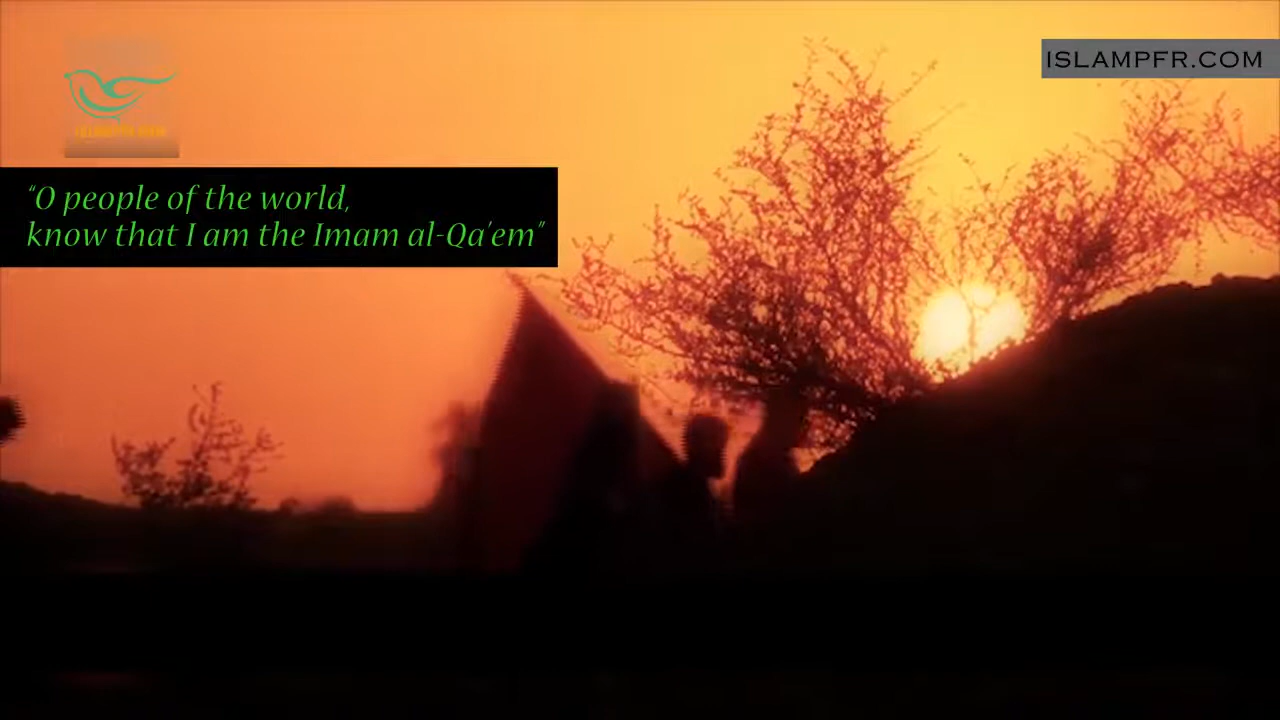 ISLAMPFR.COM
“O people of the world,
know that I am the Imam al-Qa’em”